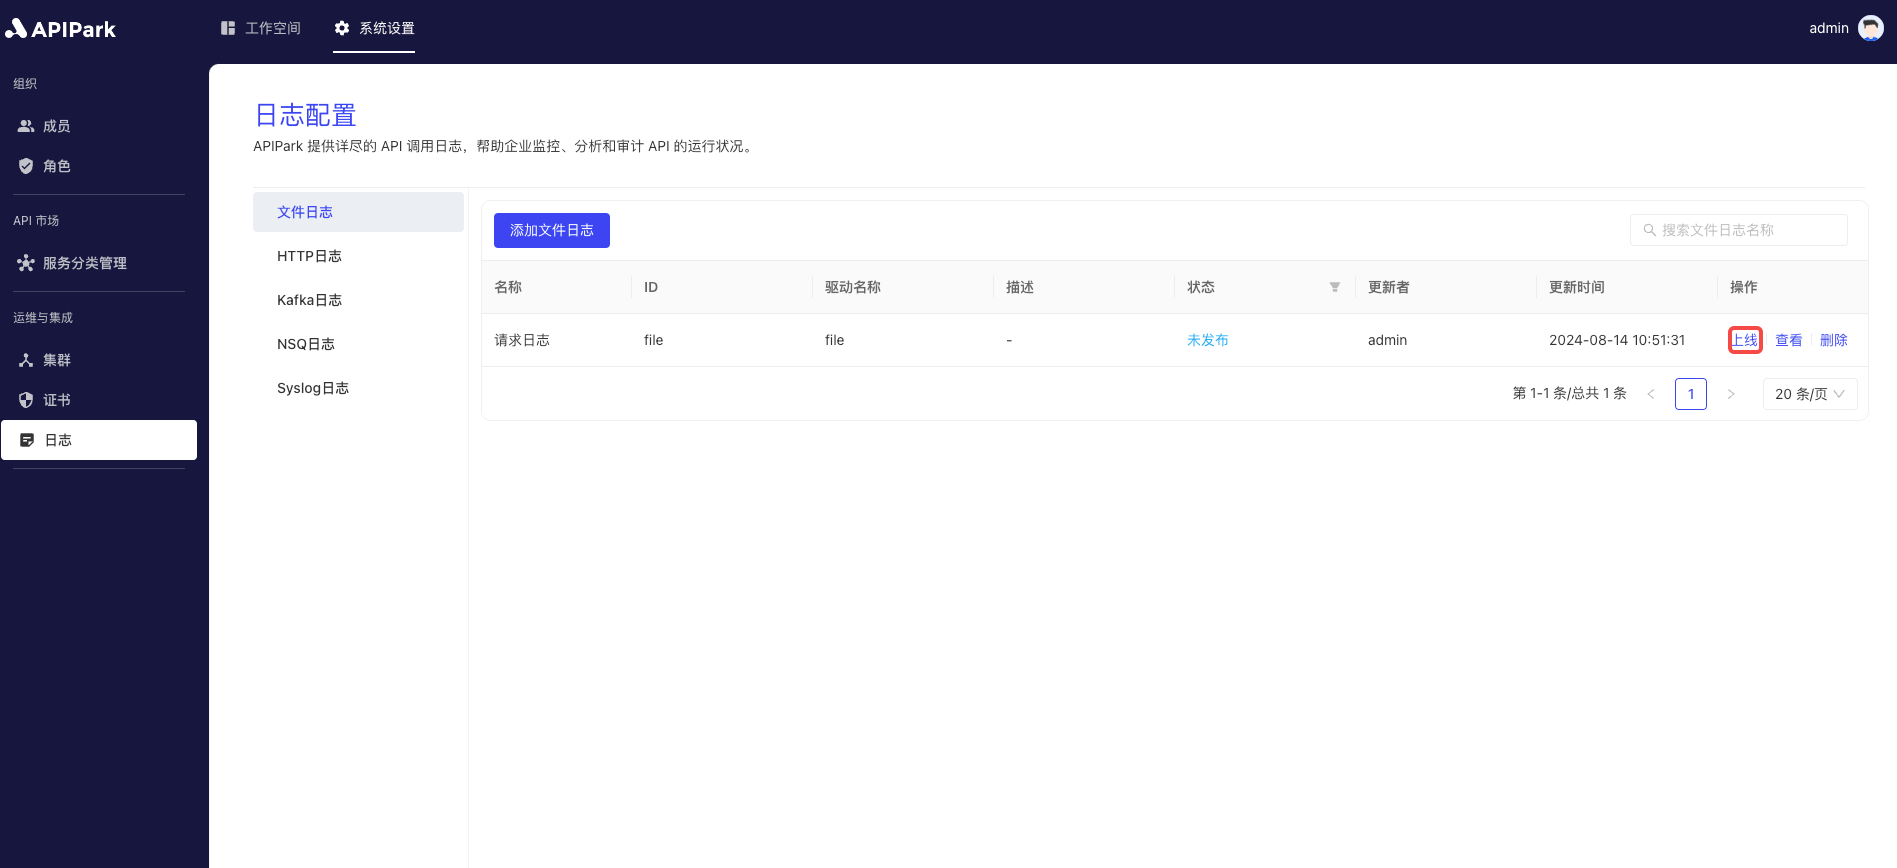 APIPark
工作空间
系统设置
admin
组织
成员
角色
API 市场
服务分类管理
运维与集成
集群
证书
日志
日志配置
APIPark 提供详尽的 API 调用日志，帮助企业监控、分析和审计 API 的运行状况。
文件日志
HTTP日志
Kafka日志
NSQ日志
Syslog日志
添加文件日志
搜索文件日志名称
名称 ID 驱动名称 描述 状态 更新者 更新时间 操作
请求日志 file file - 未发布 admin 2024-08-14 10:51:31 上线 查看 删除
第 1-1 条/总共 1 条 < 1 > 20 条/页